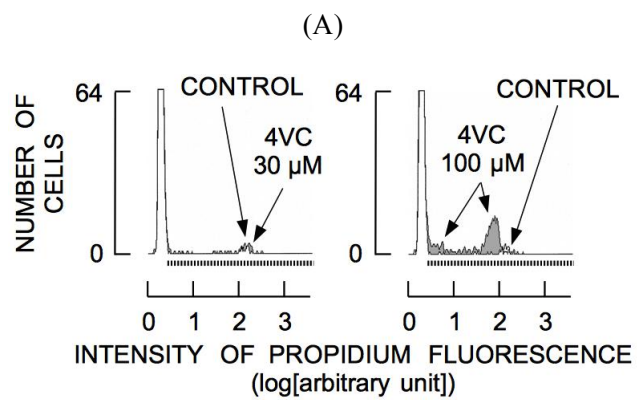 (A)
CONTROL
4VC
30 μM
CONTROL
4VC
100 μM
NUMBER OF
CELLS
64
0
64
0
0 1 2 3
0 1 2 3
INTENSITY OF PROPIDIUM FLUORESCENCE
(log[arbitrary unit])